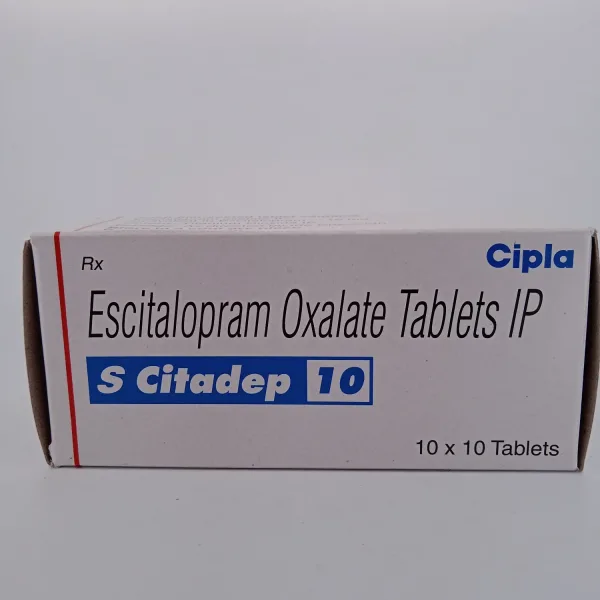 Rx
Cipla
Escitalopram Oxalate Tablets IP
S Citadep 10
10 x 10 Tablets